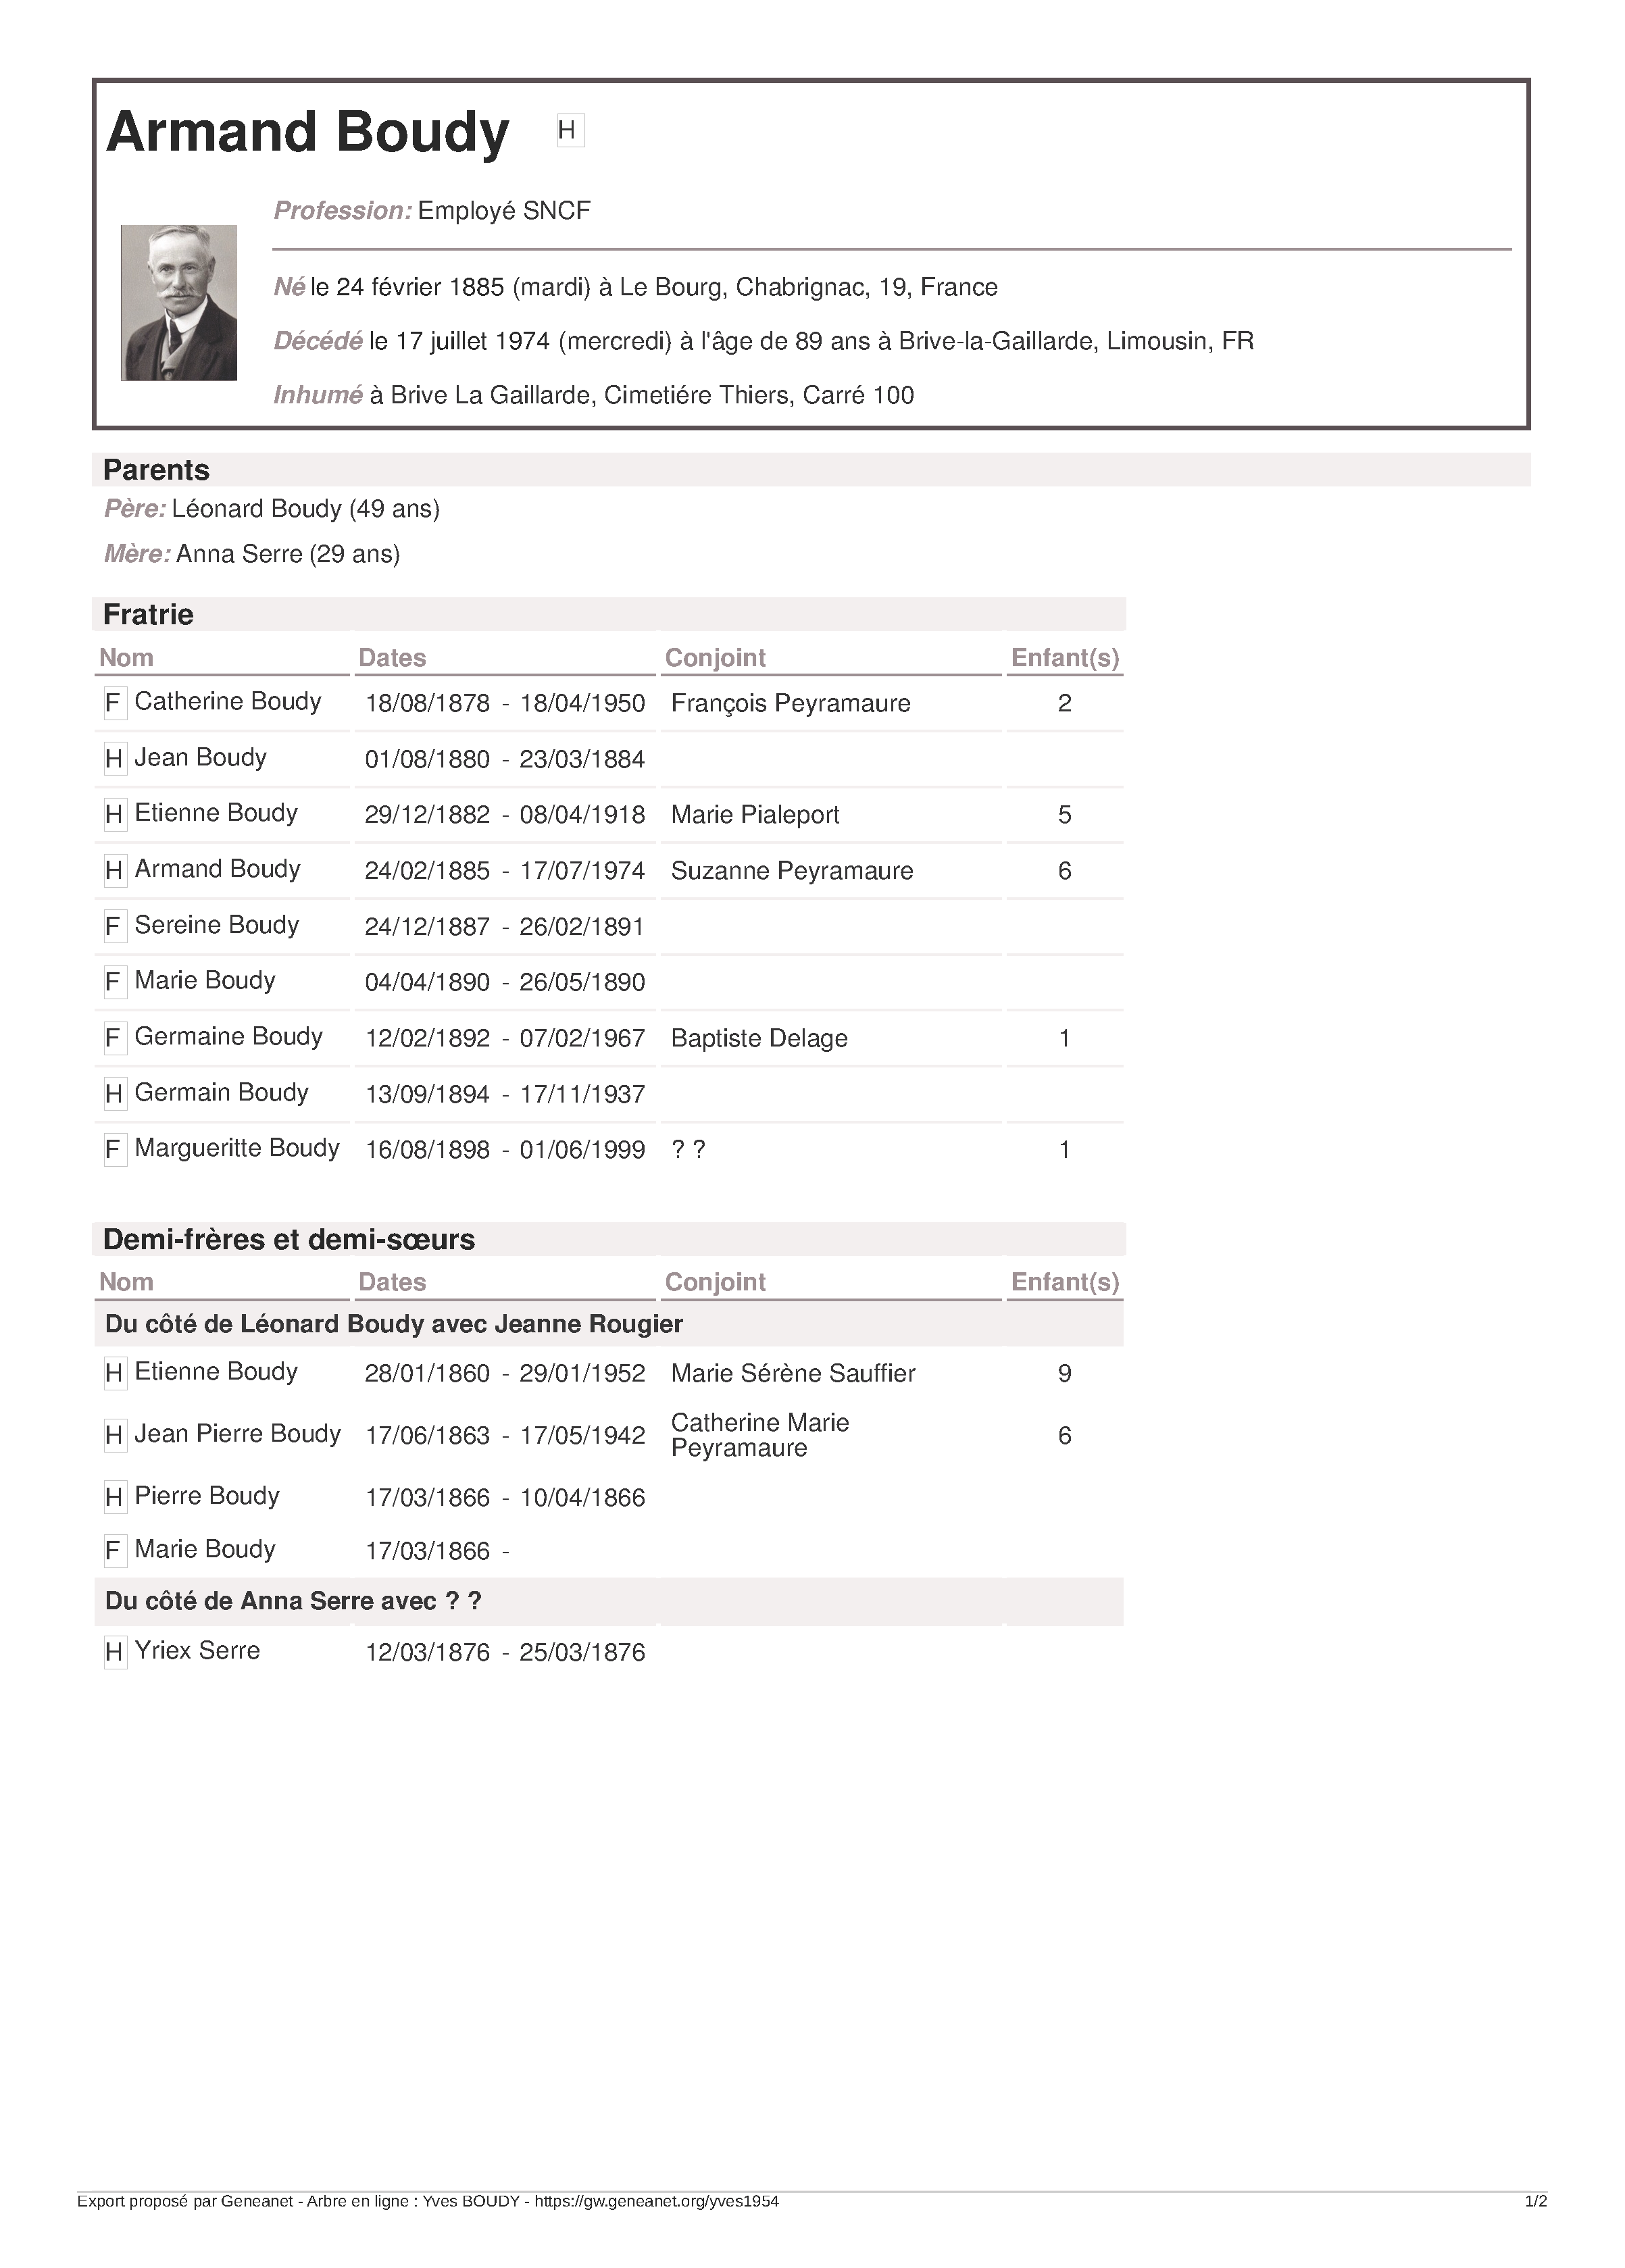 Armand Boudy H
Profession: Employé SNCF
Né le 24 février 1885 (mardi) à Le Bourg, Chabrignac, 19, France
Décédé le 17 juillet 1974 (mercredi) à l'âge de 89 ans à Brive-la-Gaillarde, Limousin, FR
Inhumé à Brive La Gaillarde, Cimetiére Thiers, Carré 100
Parents
Père: Léonard Boudy (49 ans)
Mère: Anna Serre (29 ans)
Fratrie
Nom Dates Conjoint Enfant(s)
F Catherine Boudy 18/08/1878 - 18/04/1950 François Peyramaure 2
H Jean Boudy 01/08/1880 - 23/03/1884
H Etienne Boudy 29/12/1882 - 08/04/1918 Marie Pialeport 5
H Armand Boudy 24/02/1885 - 17/07/1974 Suzanne Peyramaure 6
F Sereine Boudy 24/12/1887 - 26/02/1891
F Marie Boudy 04/04/1890 - 26/05/1890
F Germaine Boudy 12/02/1892 - 07/02/1967 Baptiste Delage 1
H Germain Boudy 13/09/1894 - 17/11/1937
F Margueritte Boudy 16/08/1898 - 01/06/1999 ? ? 1
Demi-frères et demi-sœurs
Nom Dates Conjoint Enfant(s)
Du côté de Léonard Boudy avec Jeanne Rougier
H Etienne Boudy 28/01/1860 - 29/01/1952 Marie Sérène Sauffier 9
H Jean Pierre Boudy 17/06/1863 - 17/05/1942 Catherine Marie
Peyramaure 6
H Pierre Boudy 17/03/1866 - 10/04/1866
F Marie Boudy 17/03/1866 -
Du côté de Anna Serre avec ? ?
H Yriex Serre 12/03/1876 - 25/03/1876
Export proposé par Geneanet - Arbre en ligne : Yves BOUDY - https://gw.geneanet.org/yves1954 1/2